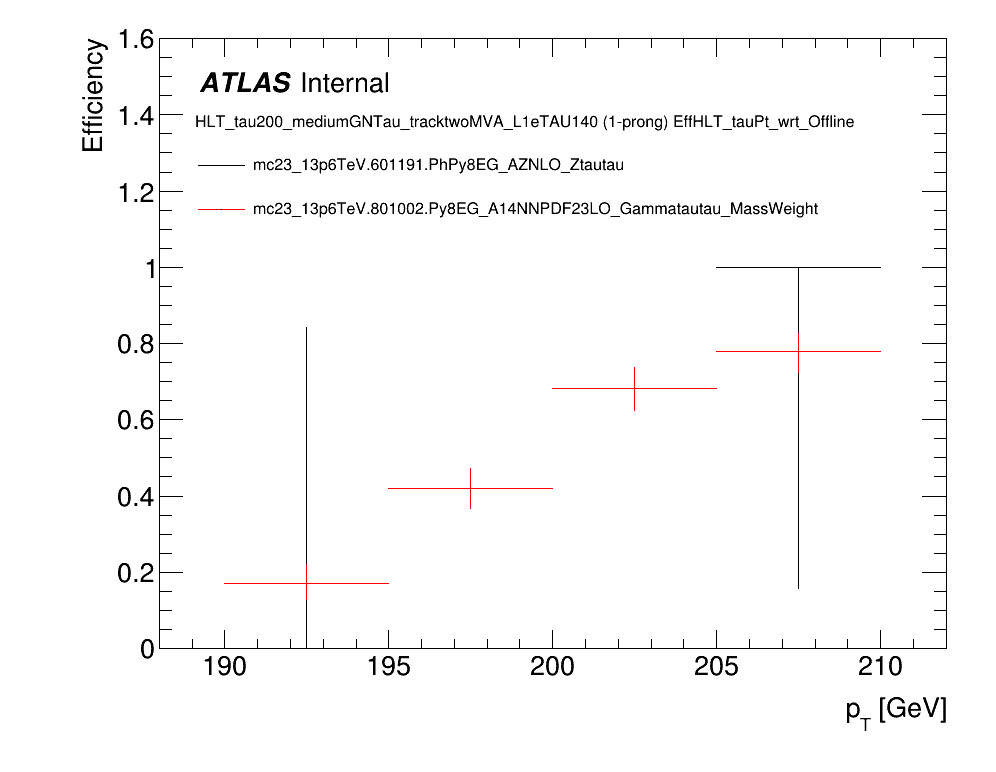 Efficiency
1.6
1.4
1.2
1
0.8
0.6
0.4
0.2
0
ATLAS Internal
HLT_tau200_mediumGNTau_tracktwoMVA_L1eTAU140 (1-prong) EffHLT_tauPt_wrt_Offline
mc23_13p6TeV.601191.PhPy8EG_AZNLO_Ztautau
mc23_13p6TeV.801002.Py8EG_A14NNPDF23LO_Gammatautau_MassWeight
190 195 200 205 210
p_T [GeV]